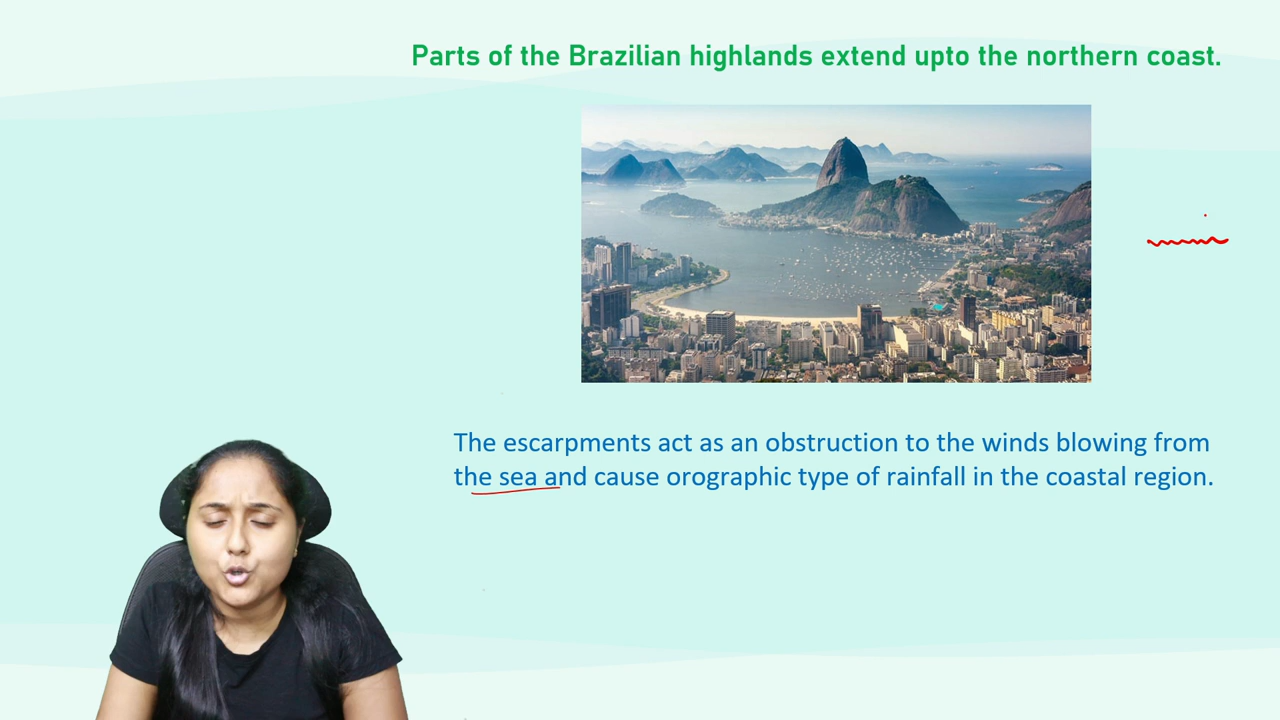 Parts of the Brazilian highlands extend upto the northern coast.
The escarpments act as an obstruction to the winds blowing from
the sea and cause orographic type of rainfall in the coastal region.